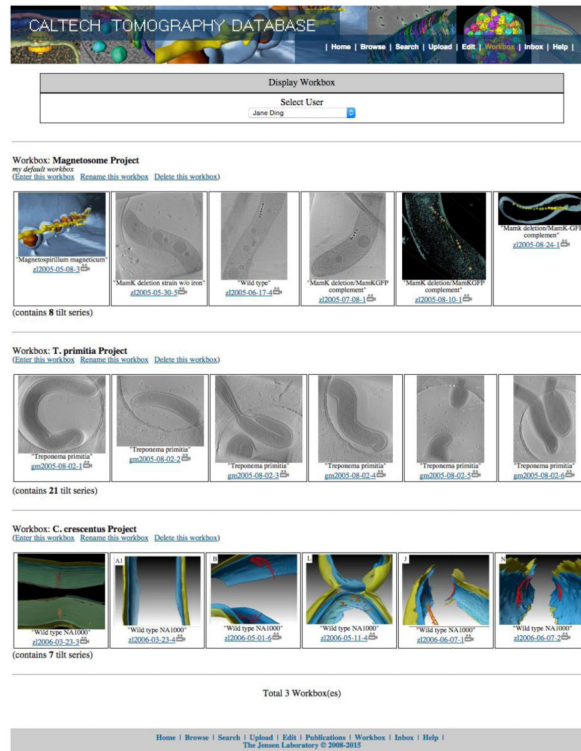 CALTECH TOMOGRAPHY DATABASE
| Home | Browse | Search | Upload | Edit | Workbox | Inbox | Help |
Display Workbox
Select User
Jane Ding
Workbox: Magnetosome Project
my default workbox
(Enter this workbox Rename this workbox Delete this workbox)
"Magnetospirillum magneticum"
zl2005-05-08-3
"MamK deletion strain w/o iron"
zl2005-05-30-5
"Wild type"
zl2005-06-17-4
"MamK deletion/MamKGFP
complement"
zl2005-07-08-1
"MamK deletion/MamKGFP
complement"
zl2005-08-10-1
"Mamk deletion/MamK-GFP
complemen"
zl2005-08-24-1
(contains 8 tilt series)
Workbox: T. primitia Project
(Enter this workbox Rename this workbox Delete this workbox)
"Treponema primitia"
gm2005-08-02-1
"Treponema primitia"
gm2005-08-02-2
"Treponema primitia"
gm2005-08-02-3
"Treponema primitia"
gm2005-08-02-4
"Treponema primitia"
gm2005-08-02-5
"Treponema primitia"
gm2005-08-02-6
(contains 21 tilt series)
Workbox: C. crescentus Project
(Enter this workbox Rename this workbox Delete this workbox)
"Wild type NA1000"
zl2006-03-23-3
A1
"Wild type NA1000"
zl2006-03-23-4
B
"Wild type NA1000"
zl2006-05-01-6
I.
"Wild type NA1000"
zl2006-05-11-4
J
"Wild type NA1000"
zl2006-06-07-1
N
"Wild type NA1000"
zl2006-06-07-2
(contains 7 tilt series)
Total 3 Workbox(es)
Home | Browse | Search | Upload | Edit | Publications | Workbox | Inbox | Help |
The Jensen Laboratory © 2008-2015